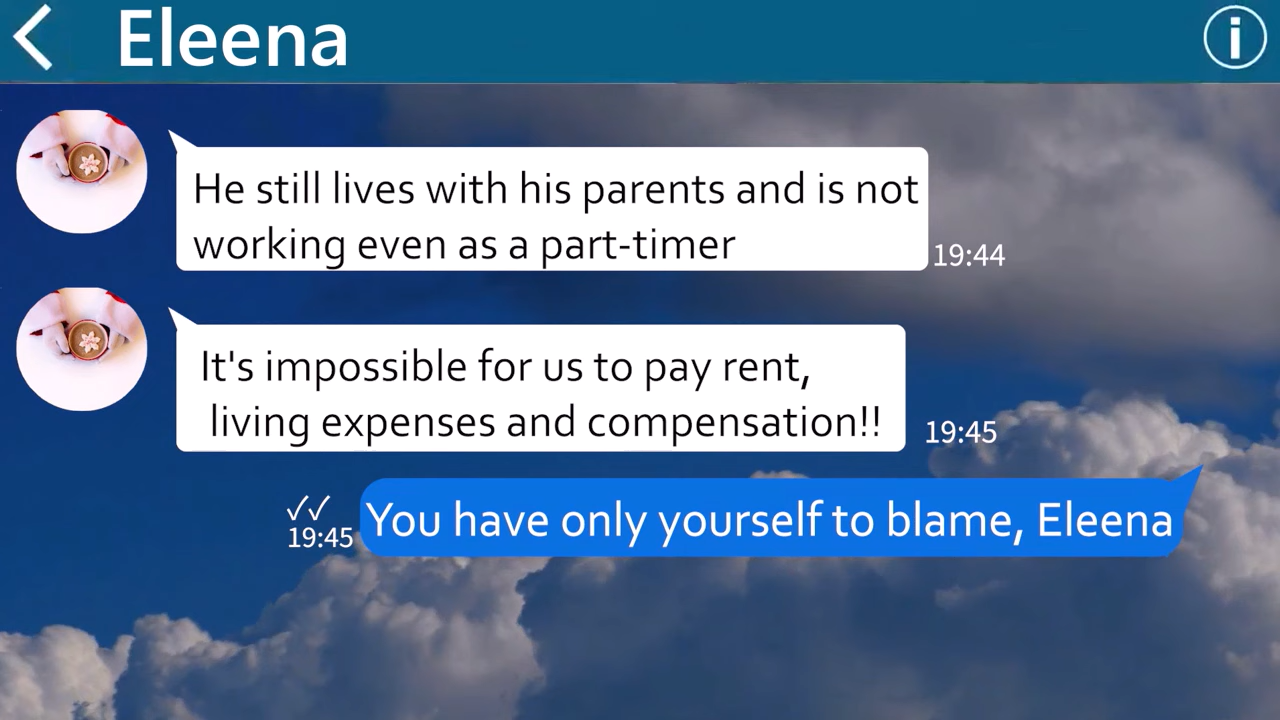 Eleena
He still lives with his parents and is not
working even as a part-timer
19:44
It's impossible for us to pay rent,
living expenses and compensation!!
19:45
You have only yourself to blame, Eleena
19:45